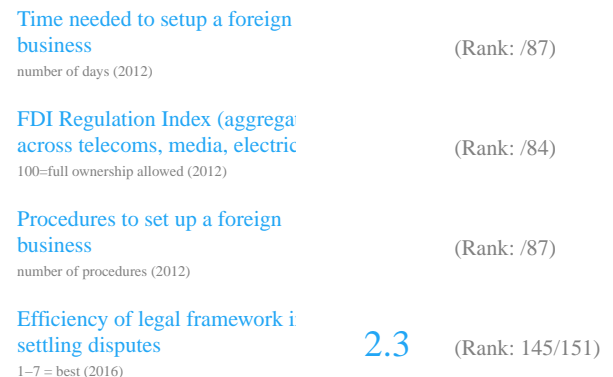 Time needed to setup a foreign
business
number of days (2012)
(Rank: /87)
FDI Regulation Index (aggregat
across telecoms, media, electric
100=full ownership allowed (2012)
(Rank: /84)
Procedures to set up a foreign
business
number of procedures (2012)
(Rank: /87)
Efficiency of legal framework i
settling disputes
1–7 = best (2016)
2.3 (Rank: 145/151)